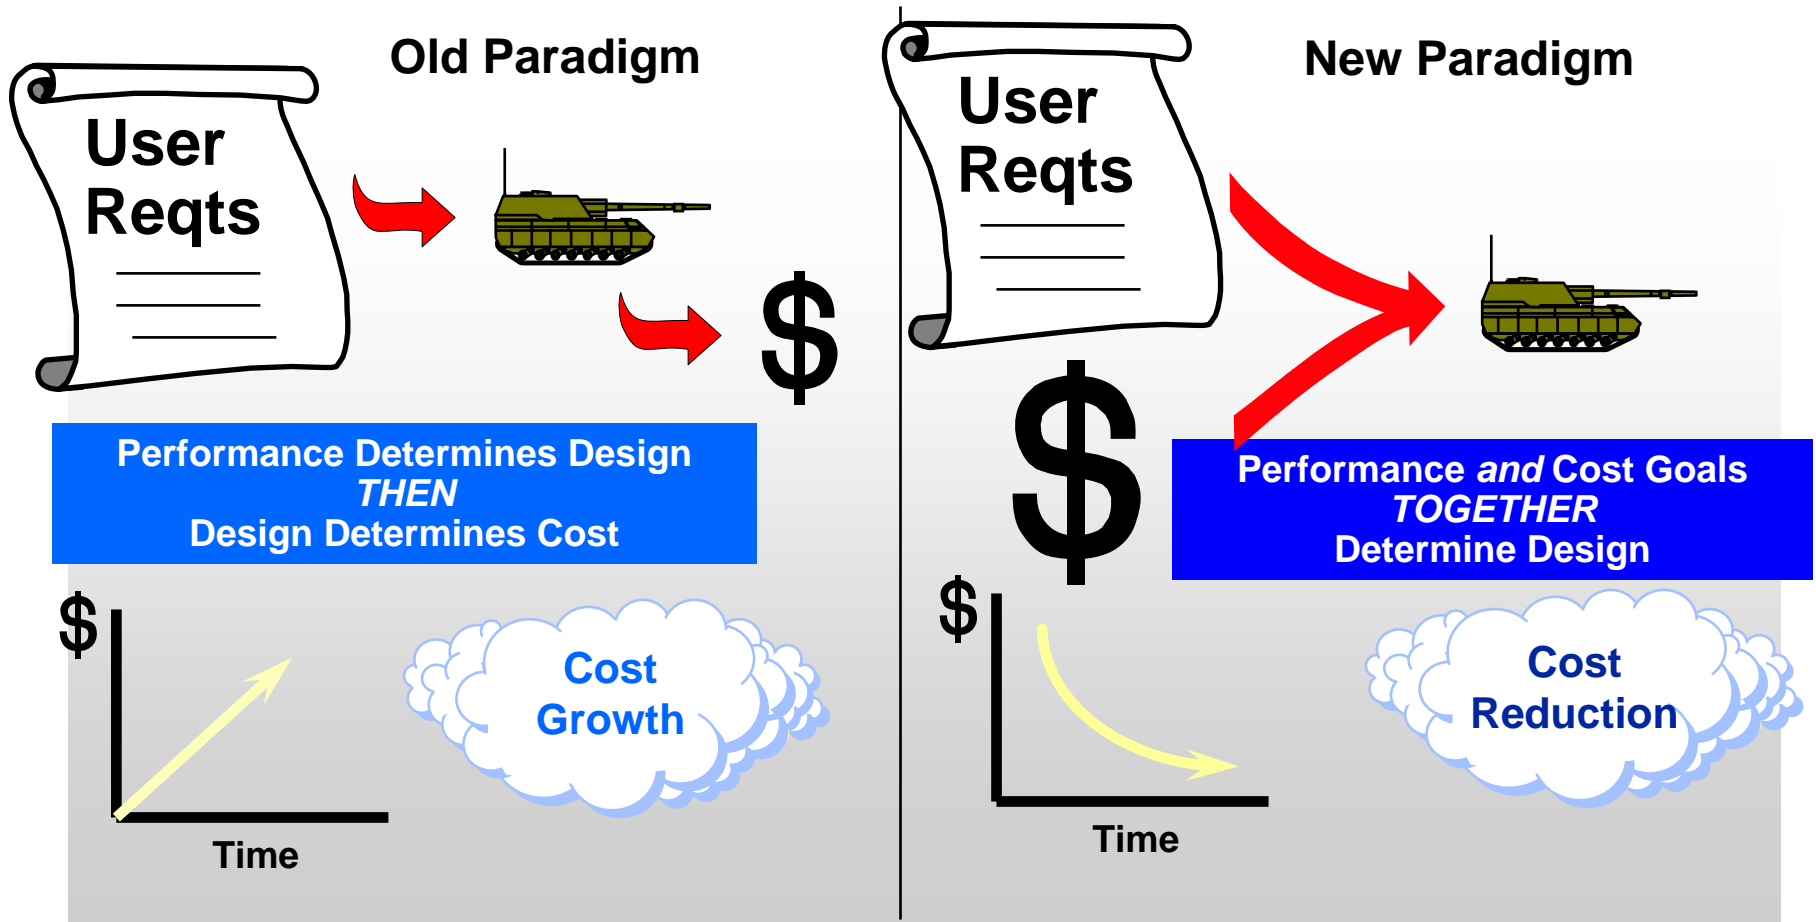 Old Paradigm
User
Reqts
$
Performance Determines Design
THEN
Design Determines Cost
$
Cost
Growth
Time
New Paradigm
User
Reqts
$
Performance and Cost Goals
TOGETHER
Determine Design
$
Cost
Reduction
Time